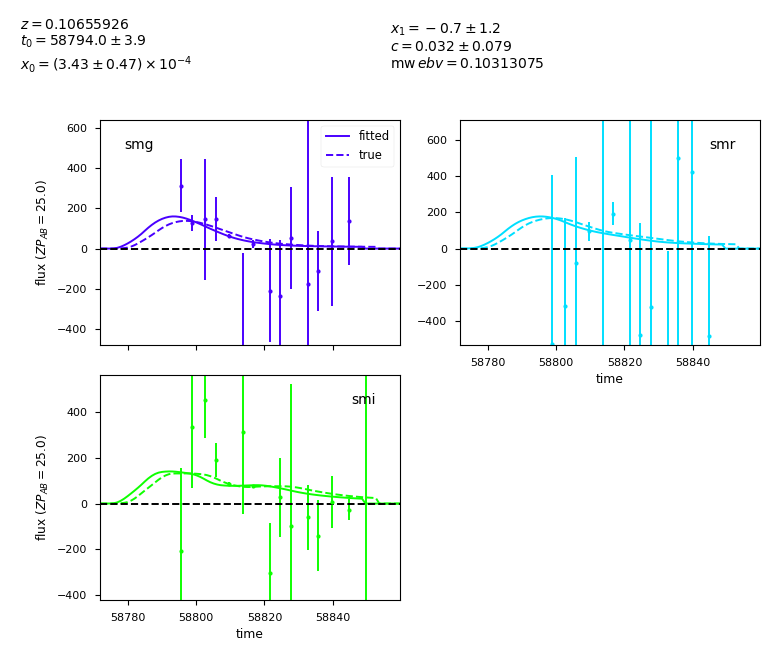 z = 0.10655926
t₀ = 58794.0 ± 3.9
x₀ = (3.43 ± 0.47) × 10⁻⁴
x₁ = −0.7 ± 1.2
c = 0.032 ± 0.079
mw ebv = 0.10313075
600
400
200
0
−200
−400
flux (ZP_AB = 25.0)
smg
fitted
true
600
400
200
0
−200
−400
smr
58780 58800 58820 58840
time
400
200
0
−200
−400
flux (ZP_AB = 25.0)
smi
58780 58800 58820 58840
time